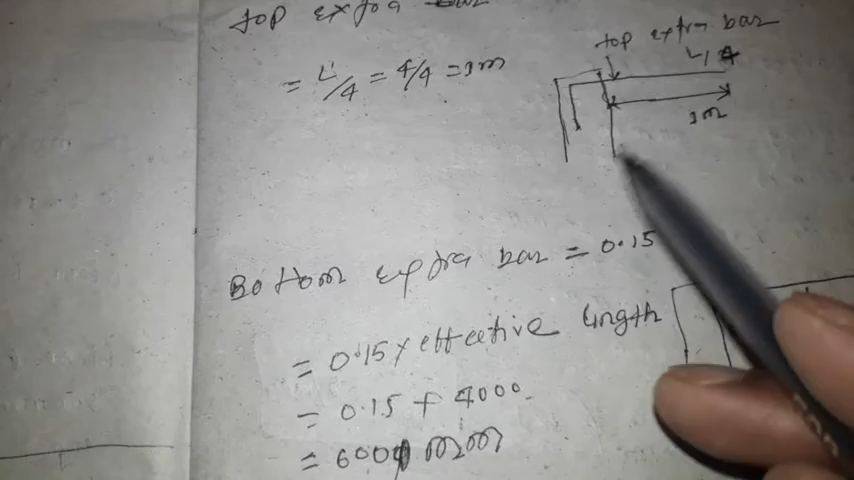 top extra bar
= L/4 = 4/4 = 1m
top extra bar
L/4
1m
Bottom extra bar = 0.15
= 0.15 x effective length
= 0.15 + 4000
= 600 mm